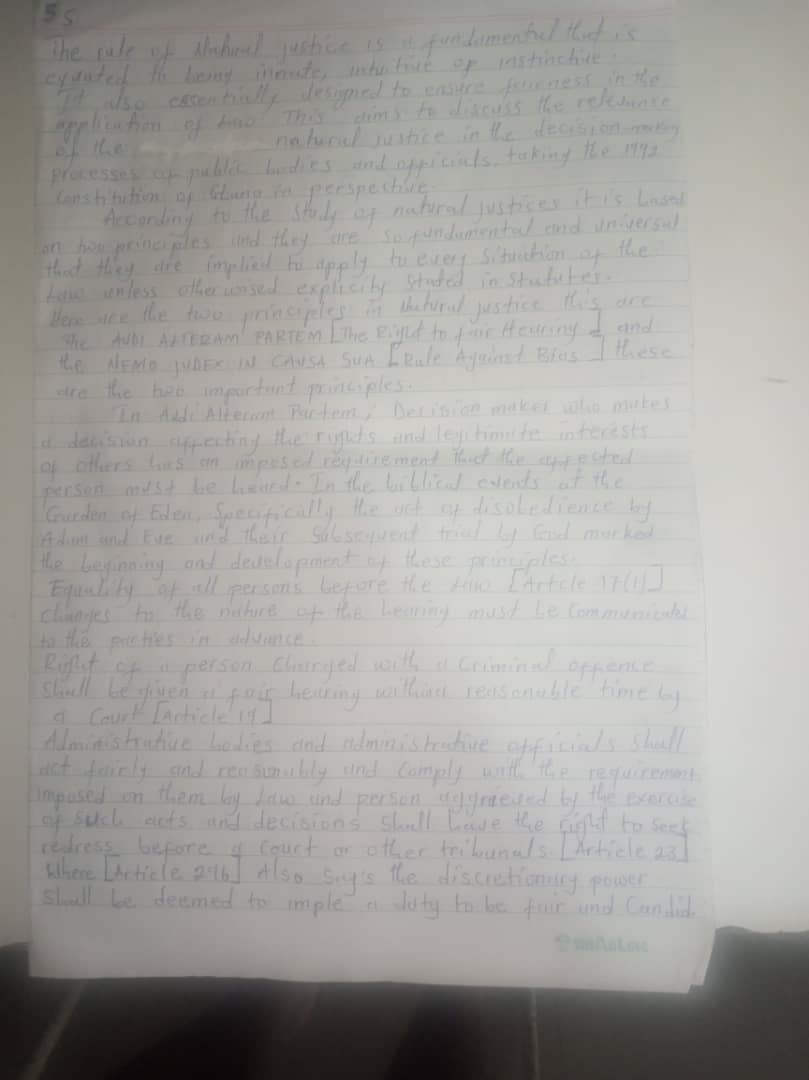 5 S
The rule of Natural justice is a fundamental that is
equated to being innate, intuitive of instinctive.
It also essentially designed to ensure fairness in the
application of law. This aims to discuss the relevance
of the natural justice in the decision-making
processes of public bodies and officials, taking the 1992
Constitution of Ghana in perspective.
According to the study of natural justices it is based
on two principles and they are so fundamental and universal
that they are implied to apply to every situation of the
Law unless otherwised explicity stated in statutes.
Here are the two principles in Natural justice this are
The AUDI ALTERAM PARTEM [The Right to fair Hearing] and
the NEMO JUDEX IN CAUSA SUA [Rule Against Bias] these
are the two important principles.
In Audi Alteram Partem, Decision maker who makes
a decision affecting the rights and legitimate interests
of others has an imposed requirement that the affected
person must be heard. In the biblical events of the
Garden of Eden, Specifically the act of disobedience by
Adam and Eve and their Subsequent trial by God marked
the beginning and development of these principles.
Equality of all persons before the law [Article 17(1)]
Changes to the nature of the hearing must be Communicated
to the parties in advance.
Right of a person Charged with a Criminal offence
Shall be given a fair hearing within reasonable time by
a Court [Article 19]
Administrative bodies and administrative officials Shall
act fairly and reasonably and Comply with the requirement
imposed on them by Law and person aggrieved by the exercise
of Such acts and decisions Shall have the right to seek
redress before a Court or other tribunals. [Article 23]
Where [Article 296] Also Say's the discretionary power
Shall be deemed to imple a duty to be fair and Candid.